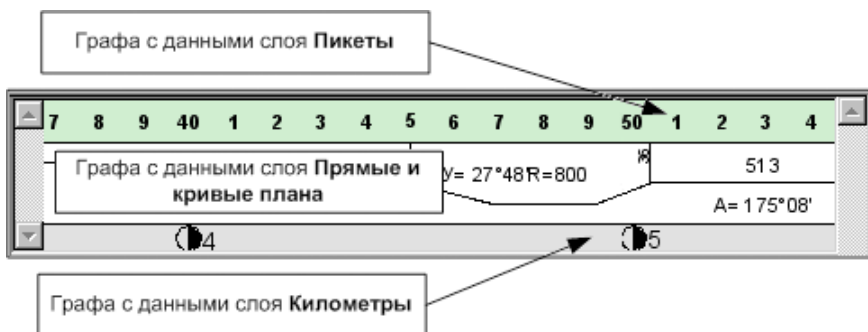 Графа с данными слоя Пикеты
7 8 9 40 1 2 3 4 5 6 7 8 9 50 1 2 3 4
Графа с данными слоя Прямые и
кривые плана
У= 27°48'R=800
513
А= 175°08'
4 5
Графа с данными слоя Километры